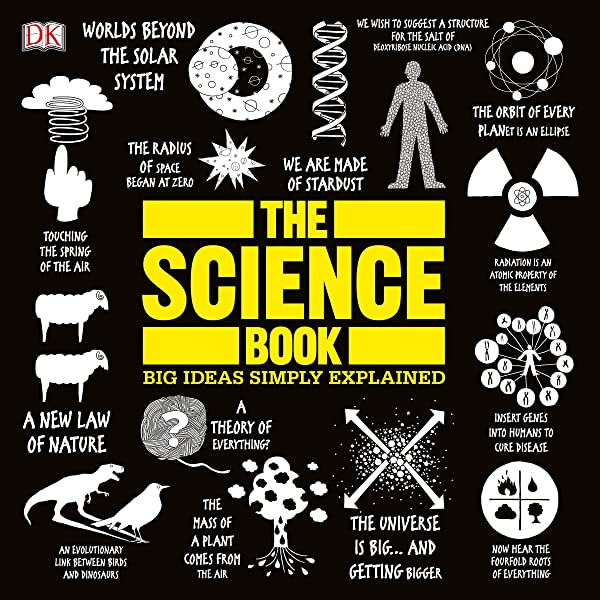 DK
WORLDS BEYOND
THE SOLAR
SYSTEM
WE WISH TO SUGGEST A STRUCTURE
FOR THE SALT OF
DEOXYRIBOSE NUCLEIC ACID (DNA)
THE ORBIT OF EVERY
PLANET IS AN ELLIPSE
THE RADIUS
OF SPACE
BEGAN AT ZERO
WE ARE MADE
OF STARDUST
TOUCHING
THE SPRING
OF THE AIR
RADIATION IS AN
ATOMIC PROPERTY OF
THE ELEMENTS
THE
SCIENCE
BOOK
BIG IDEAS SIMPLY EXPLAINED
A NEW LAW
OF NATURE
?
A
THEORY OF
EVERYTHING?
INSERT GENES
INTO HUMANS TO
CURE DISEASE
AN EVOLUTIONARY
LINK BETWEEN BIRDS
AND DINOSAURS
THE
MASS OF
A PLANT
COMES FROM
THE AIR
THE UNIVERSE
IS BIG... AND
GETTING BIGGER
NOW HEAR THE
FOURFOLD ROOTS
OF EVERYTHING